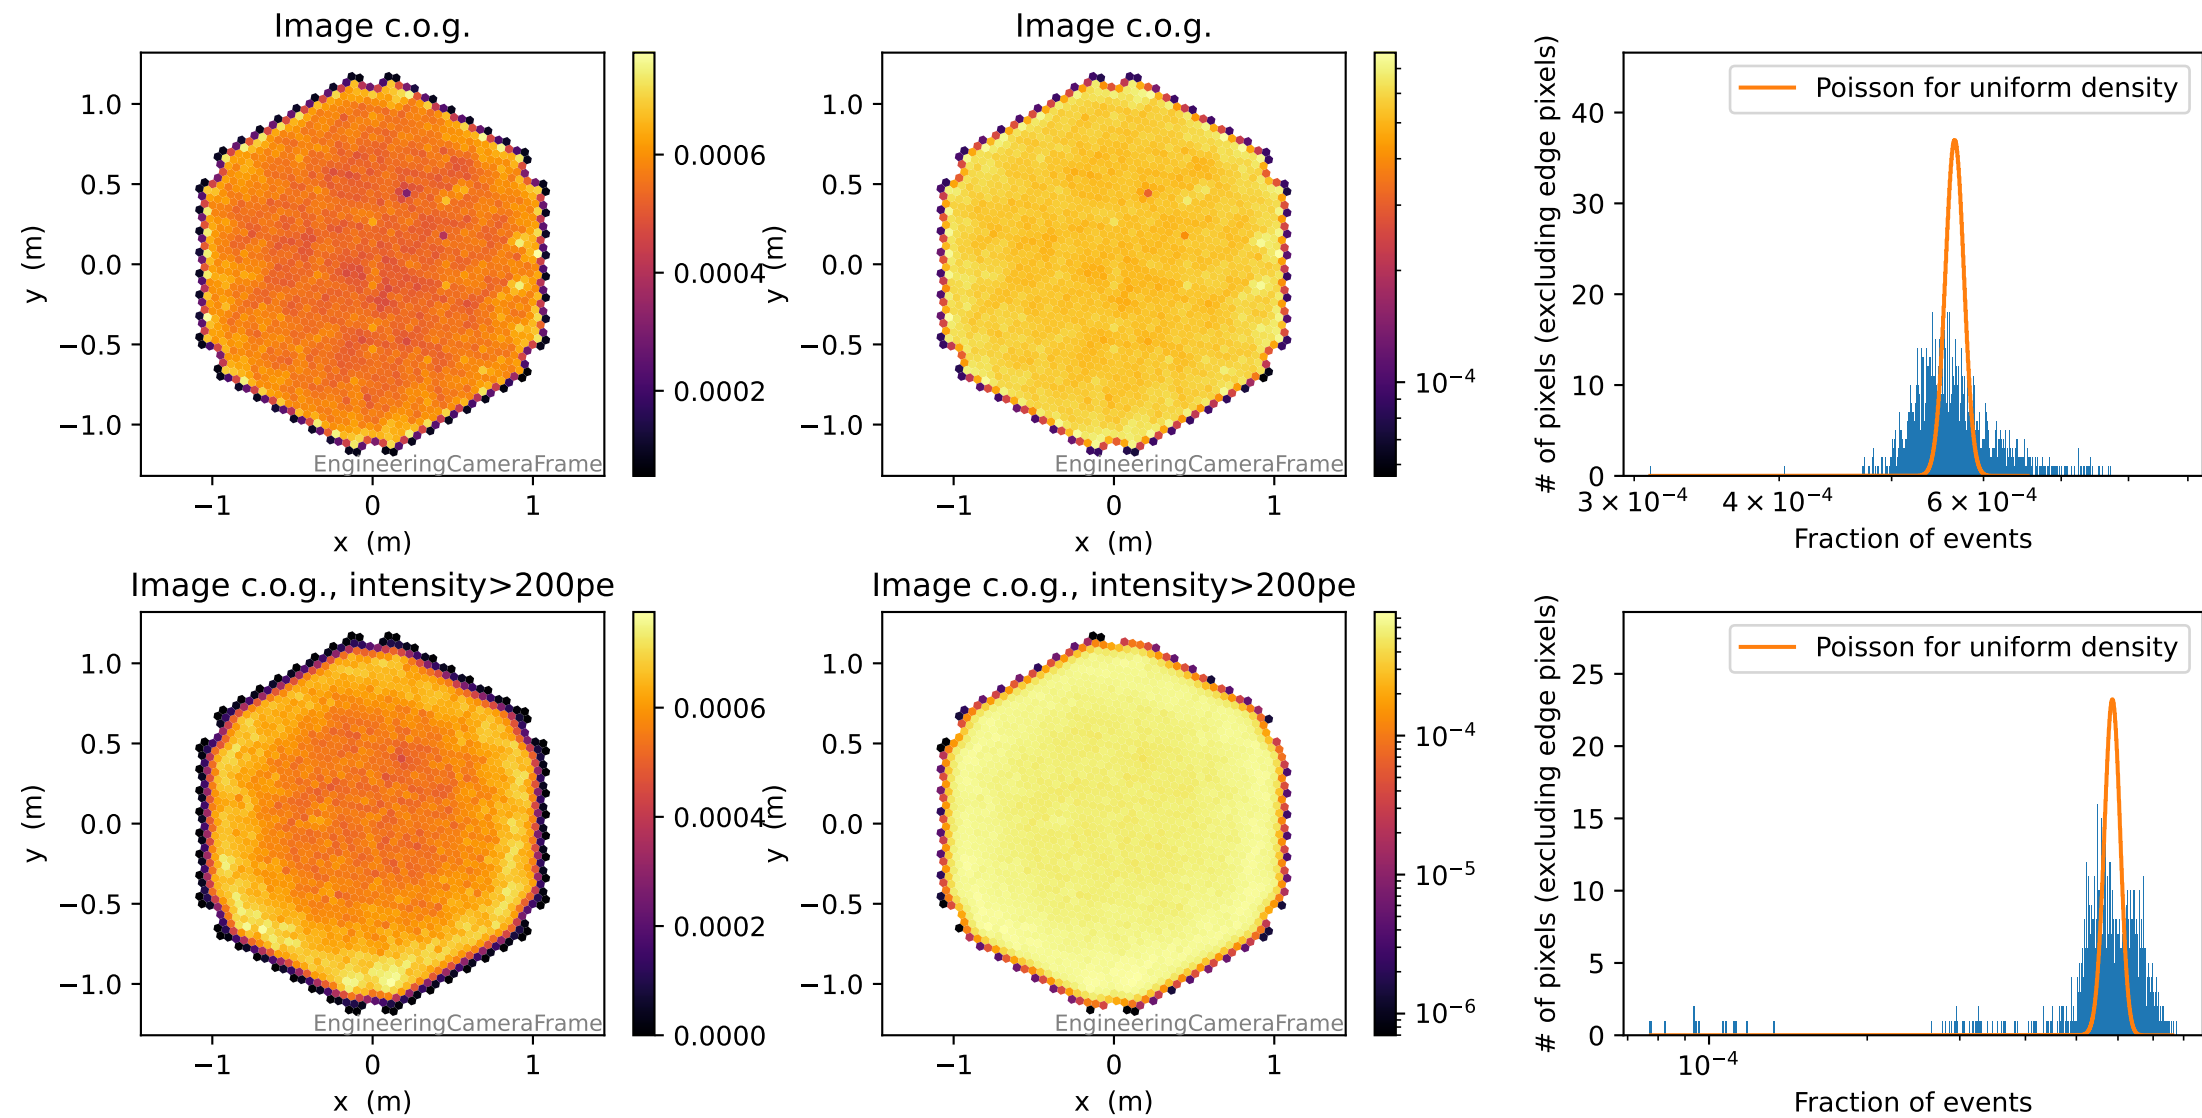 Image c.o.g.
1.0
0.5
0.0
−0.5
−1.0
y (m)
−1
0
1
x (m)
EngineeringCameraFrame
0.0006
0.0004
0.0002
Image c.o.g.
1.0
0.5
0.0
−0.5
−1.0
y (m)
−1
0
1
x (m)
EngineeringCameraFrame
10⁻⁴
Poisson for uniform density
# of pixels (excluding edge pixels)
40
30
20
10
0
3 × 10⁻⁴
4 × 10⁻⁴
6 × 10⁻⁴
Fraction of events
Image c.o.g., intensity>200pe
1.0
0.5
0.0
−0.5
−1.0
y (m)
−1
0
1
x (m)
EngineeringCameraFrame
0.0006
0.0004
0.0002
0.0000
Image c.o.g., intensity>200pe
1.0
0.5
0.0
−0.5
−1.0
y (m)
−1
0
1
x (m)
EngineeringCameraFrame
10⁻⁴
10⁻⁵
10⁻⁶
Poisson for uniform density
# of pixels (excluding edge pixels)
25
20
15
10
5
0
10⁻⁴
Fraction of events